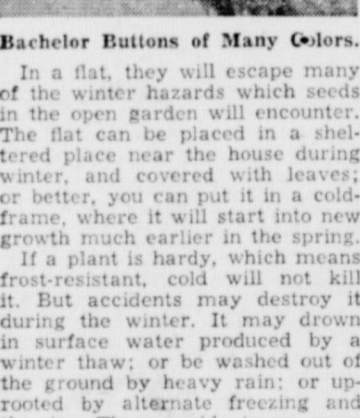 Bachelor Buttons of Many Colors.
In a flat, they will escape many
of the winter hazards which seeds
in the open garden will encounter.
The flat can be placed in a shel-
tered place near the house during
winter, and covered with leaves;
or better, you can put it in a cold-
frame, where it will start into new
growth much earlier in the spring.
If a plant is hardy, which means
frost-resistant, cold will not kill
it. But accidents may destroy it
during the winter. It may drown
in surface water produced by a
winter thaw; or be washed out of
the ground by heavy rain; or up-
rooted by alternate freezing and